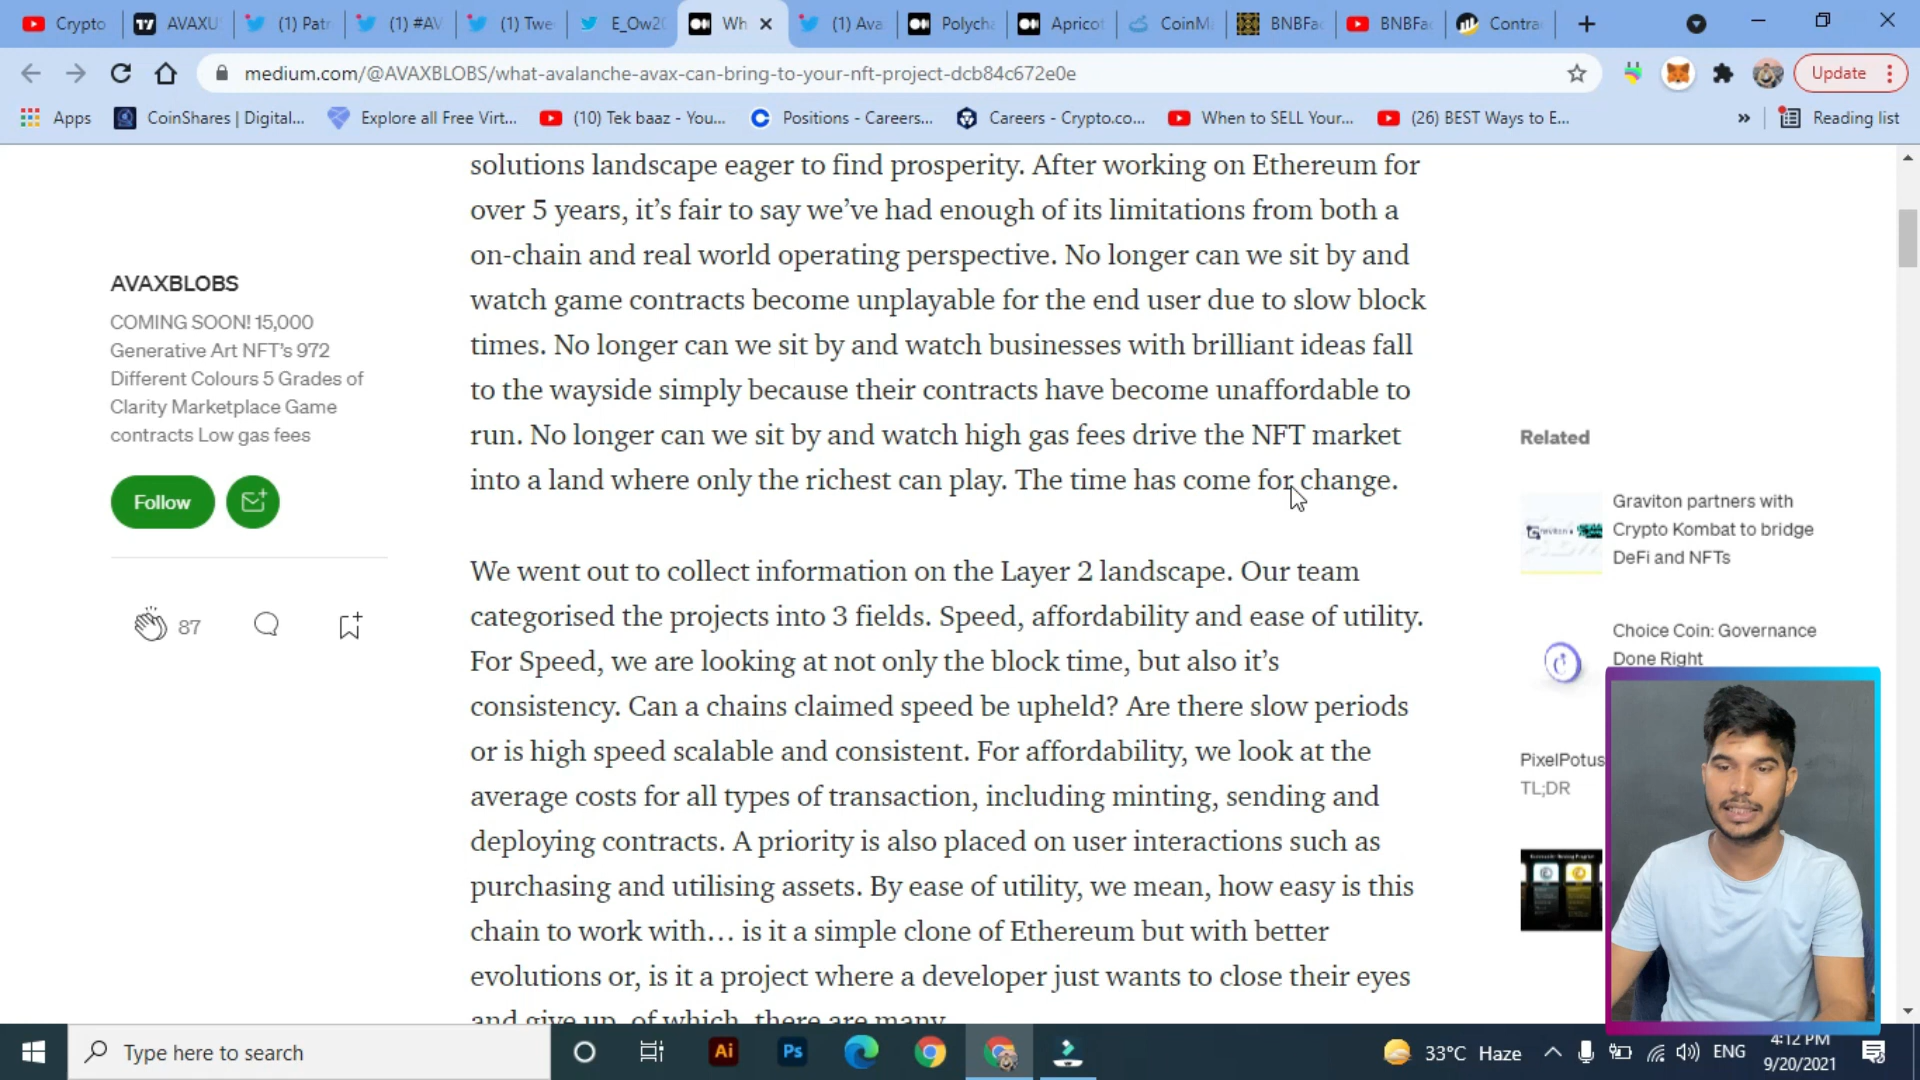 Crypto
AVAXU
(1) Pat
(1) #AV
(1) Twe
E_Ow20
Wh
(1) Ava
Polych
Apricot
CoinM
BNBFa
BNBFa
Contra
medium.com/@AVAXBLOBS/what-avalanche-avax-can-bring-to-your-nft-project-dcb84c672e0e
Update
Apps
CoinShares | Digital...
Explore all Free Virt...
(10) Tek baaz - You...
Positions - Careers...
Careers - Crypto.co...
When to SELL Your...
(26) BEST Ways to E...
»
Reading list
solutions landscape eager to find prosperity. After working on Ethereum for
over 5 years, it's fair to say we've had enough of its limitations from both a
on-chain and real world operating perspective. No longer can we sit by and
watch game contracts become unplayable for the end user due to slow block
times. No longer can we sit by and watch businesses with brilliant ideas fall
to the wayside simply because their contracts have become unaffordable to
run. No longer can we sit by and watch high gas fees drive the NFT market
into a land where only the richest can play. The time has come for change.
We went out to collect information on the Layer 2 landscape. Our team
categorised the projects into 3 fields. Speed, affordability and ease of utility.
For Speed, we are looking at not only the block time, but also it's
consistency. Can a chains claimed speed be upheld? Are there slow periods
or is high speed scalable and consistent. For affordability, we look at the
average costs for all types of transaction, including minting, sending and
deploying contracts. A priority is also placed on user interactions such as
purchasing and utilising assets. By ease of utility, we mean, how easy is this
chain to work with… is it a simple clone of Ethereum but with better
evolutions or, is it a project where a developer just wants to close their eyes
and give up, of which, there are many
AVAXBLOBS
COMING SOON! 15,000
Generative Art NFT's 972
Different Colours 5 Grades of
Clarity Marketplace Game
contracts Low gas fees
Follow
87
Related
Graviton partners with
Crypto Kombat to bridge
DeFi and NFTs
Choice Coin: Governance
Done Right
PixelPotus
TL;DR
Type here to search
Ai
Ps
33°C Haze
ENG
4:12 PM
9/20/2021